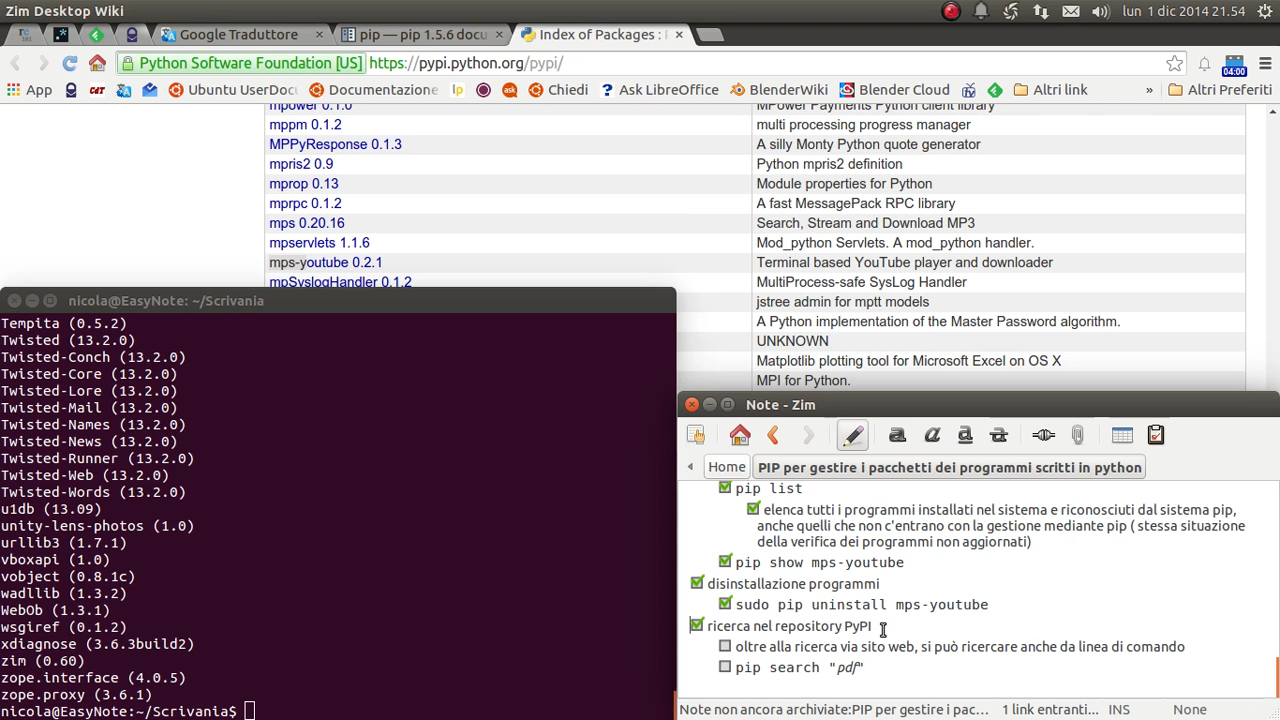 Zim Desktop Wiki
lun 1 dic 2014 21.54
Google Traduttore
pip — pip 1.5.6 docu
Index of Packages :
Python Software Foundation [US]
https://pypi.python.org/pypi/
04:00
App
CAT
Ubuntu UserDocu
Documentazione
lp
ask
Chiedi
Ask LibreOffice
BlenderWiki
Blender Cloud
Altri link
»
Altri Preferiti
mpower 0.1.0 MPower Payments Python client library
mppm 0.1.2 multi processing progress manager
MPPyResponse 0.1.3 A silly Monty Python quote generator
mpris2 0.9 Python mpris2 definition
mprop 0.13 Module properties for Python
mprpc 0.1.2 A fast MessagePack RPC library
mps 0.20.16 Search, Stream and Download MP3
mpservlets 1.1.6 Mod_python Servlets. A mod_python handler.
mps-youtube 0.2.1 Terminal based YouTube player and downloader
mpSyslogHandler 0.1.2 MultiProcess-safe SysLog Handler
jstree admin for mptt models
A Python implementation of the Master Password algorithm.
UNKNOWN
Matplotlib plotting tool for Microsoft Excel on OS X
MPI for Python.
nicola@EasyNote: ~/Scrivania
Tempita (0.5.2)
Twisted (13.2.0)
Twisted-Conch (13.2.0)
Twisted-Core (13.2.0)
Twisted-Lore (13.2.0)
Twisted-Mail (13.2.0)
Twisted-Names (13.2.0)
Twisted-News (13.2.0)
Twisted-Runner (13.2.0)
Twisted-Web (13.2.0)
Twisted-Words (13.2.0)
u1db (13.09)
unity-lens-photos (1.0)
urllib3 (1.7.1)
vboxapi (1.0)
vobject (0.8.1c)
wadllib (1.3.2)
WebOb (1.3.1)
wsgiref (0.1.2)
xdiagnose (3.6.3build2)
zim (0.60)
zope.interface (4.0.5)
zope.proxy (3.6.1)
nicola@EasyNote:~/Scrivania$
Note - Zim
Home
PIP per gestire i pacchetti dei programmi scritti in python
pip list
elenca tutti i programmi installati nel sistema e riconosciuti dal sistema pip,
anche quelli che non c'entrano con la gestione mediante pip ( stessa situazione
della verifica dei programmi non aggiornati)
pip show mps-youtube
disinstallazione programmi
sudo pip uninstall mps-youtube
ricerca nel repository PyPI
oltre alla ricerca via sito web, si può ricercare anche da linea di comando
pip search "pdf"
Note non ancora archiviate:PIP per gestire i pac...
1 link entranti...
INS
None